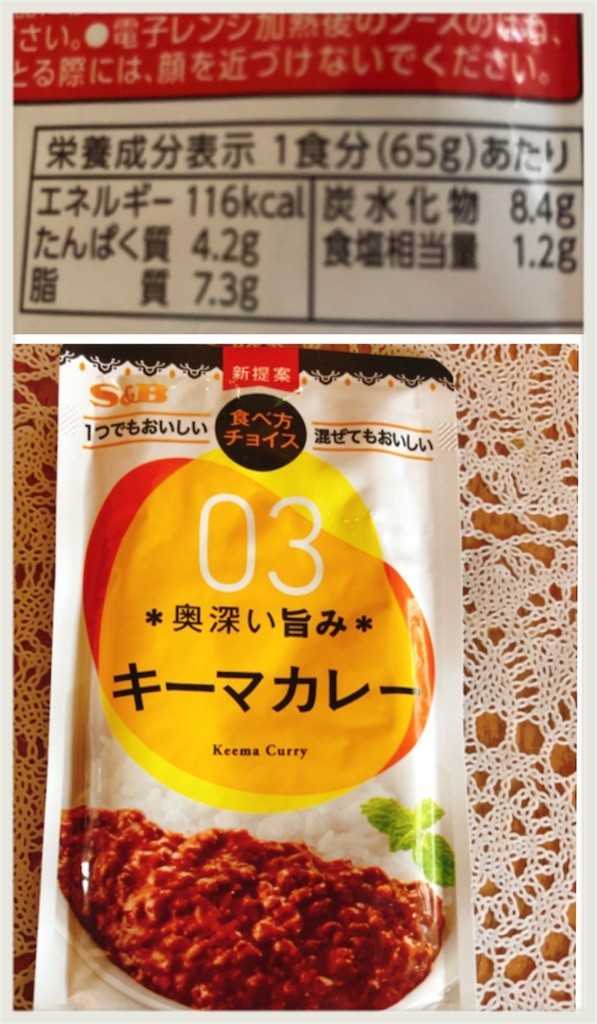 さい。●電子レンジ加熱後のソースのはね、
とる際には、顔を近づけないでください。
栄養成分表示 1食分(65g)あたり
エネルギー 116kcal
たんぱく質 4.2g
脂質 7.3g
炭水化物 8.4g
食塩相当量 1.2g
新提案
S&B
1つでもおいしい
食べ方
チョイス
混ぜてもおいしい
03
*奥深い旨み*
キーマカレー
Keema Curry